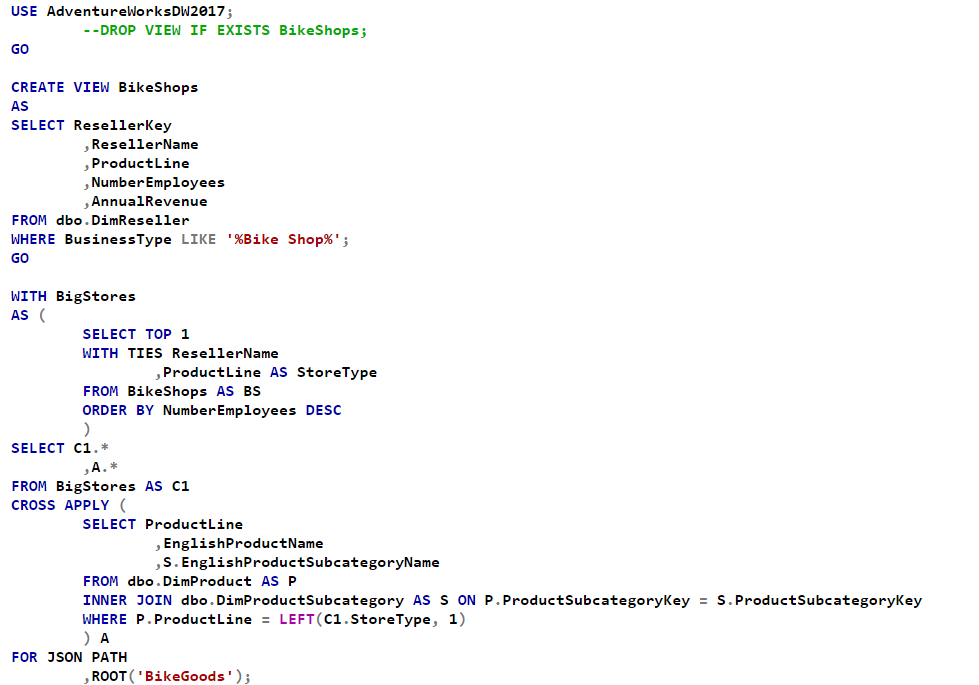 USE AdventureWorksDW2017;
--DROP VIEW IF EXISTS BikeShops;
GO
CREATE VIEW BikeShops
AS
SELECT ResellerKey
,ResellerName
,ProductLine
,NumberEmployees
,AnnualRevenue
FROM dbo.DimReseller
WHERE BusinessType LIKE '%Bike Shop%';
GO
WITH BigStores
AS (
SELECT TOP 1
WITH TIES ResellerName
,ProductLine AS StoreType
FROM BikeShops AS BS
ORDER BY NumberEmployees DESC
)
SELECT C1.*
,A.*
FROM BigStores AS C1
CROSS APPLY (
SELECT ProductLine
,EnglishProductName
,S.EnglishProductSubcategoryName
FROM dbo.DimProduct AS P
INNER JOIN dbo.DimProductSubcategory AS S ON P.ProductSubcategoryKey = S.ProductSubcategoryKey
WHERE P.ProductLine = LEFT(C1.StoreType, 1)
) A
FOR JSON PATH
,ROOT('BikeGoods');